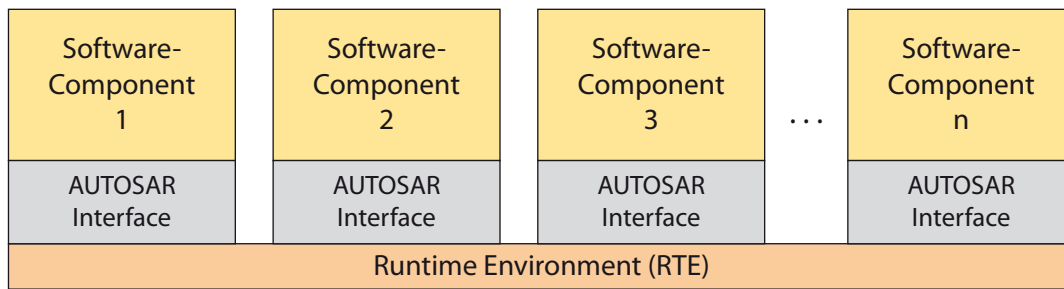 Software-
Component
1
AUTOSAR
Interface
Software-
Component
2
AUTOSAR
Interface
Software-
Component
3
AUTOSAR
Interface
...
Software-
Component
n
AUTOSAR
Interface
Runtime Environment (RTE)